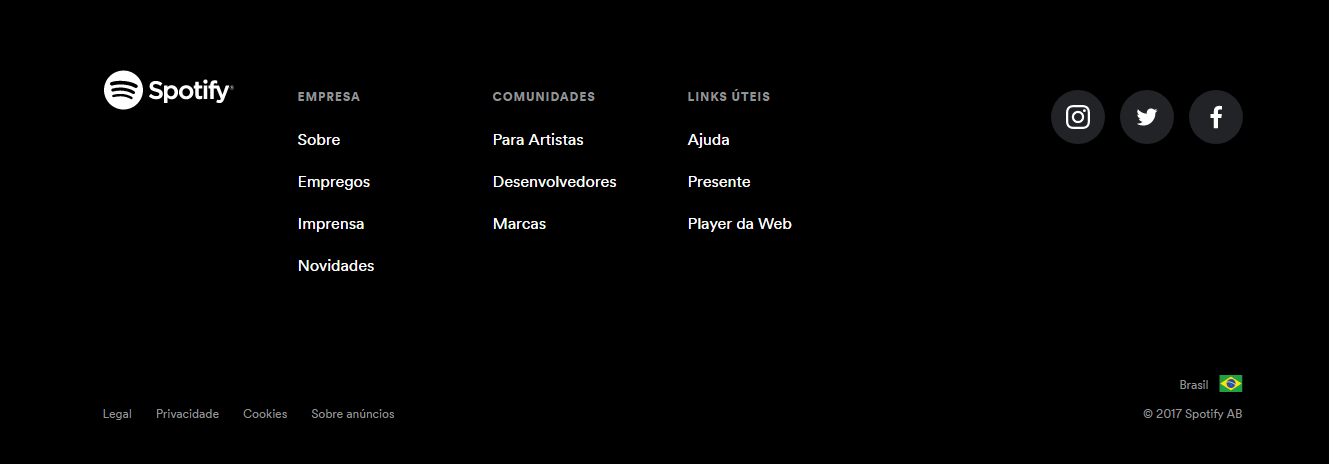 Spotify®
EMPRESA
Sobre
Empregos
Imprensa
Novidades
COMUNIDADES
Para Artistas
Desenvolvedores
Marcas
LINKS ÚTEIS
Ajuda
Presente
Player da Web
Brasil
Legal Privacidade Cookies Sobre anúncios
© 2017 Spotify AB